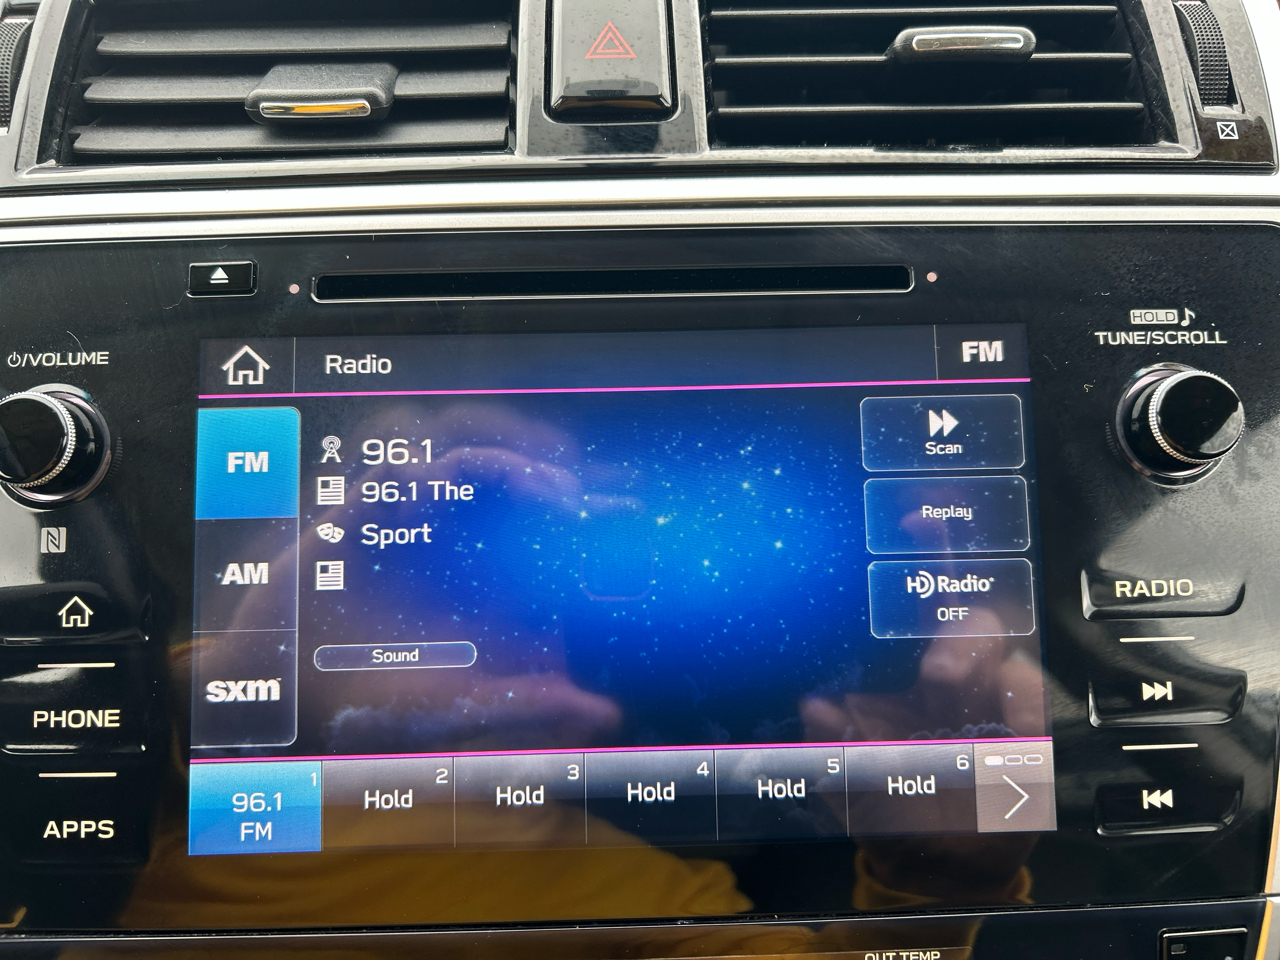 HOLD
/VOLUME
TUNE/SCROLL
Radio
FM
FM
96.1
Scan
96.1 The
Replay
Sport
AM
HD Radio
OFF
RADIO
Sound
sxm
PHONE
1
2
3
4
5
6
96.1
FM
Hold
Hold
Hold
Hold
Hold
APPS
OUT TEMP